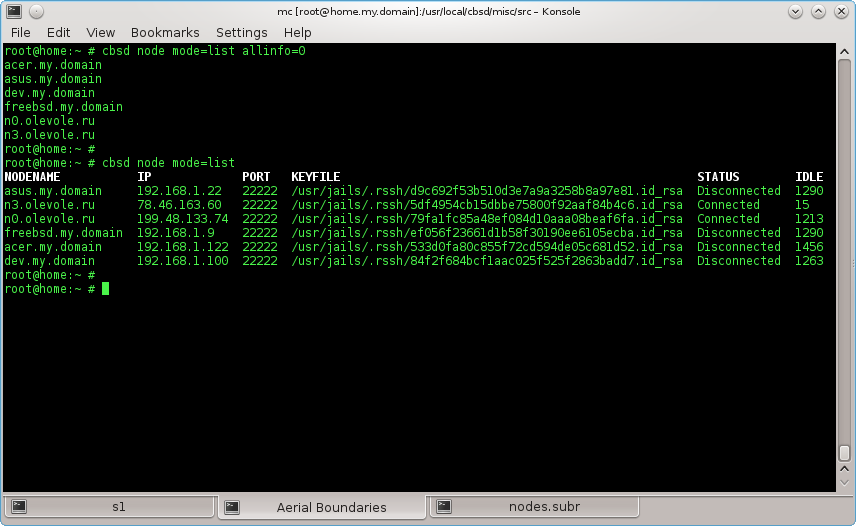 mc [root@home.my.domain]:/usr/local/cbsd/misc/src – Konsole
File Edit View Bookmarks Settings Help
root@home:~ # cbsd node mode=list allinfo=0
acer.my.domain
asus.my.domain
dev.my.domain
freebsd.my.domain
n0.olevole.ru
n3.olevole.ru
root@home:~ #
root@home:~ # cbsd node mode=list
NODENAME IP PORT KEYFILE STATUS IDLE
asus.my.domain 192.168.1.22 22222 /usr/jails/.rssh/d9c692f53b510d3e7a9a3258b8a97e81.id_rsa Disconnected 1290
n3.olevole.ru 78.46.163.60 22222 /usr/jails/.rssh/5df4954cb15dbbe75800f92aaf84b4c6.id_rsa Connected 15
n0.olevole.ru 199.48.133.74 22222 /usr/jails/.rssh/79fa1fc85a48ef084d10aaa08beaf6fa.id_rsa Connected 1213
freebsd.my.domain 192.168.1.9 22222 /usr/jails/.rssh/ef056f23661d1b58f30190ee6105ecba.id_rsa Disconnected 1290
acer.my.domain 192.168.1.122 22222 /usr/jails/.rssh/533d0fa80c855f72cd594de05c681d52.id_rsa Disconnected 1456
dev.my.domain 192.168.1.100 22222 /usr/jails/.rssh/84f2f684bcf1aac025f525f2863badd7.id_rsa Disconnected 1263
root@home:~ #
root@home:~ #
sl Aerial Boundaries nodes.subr